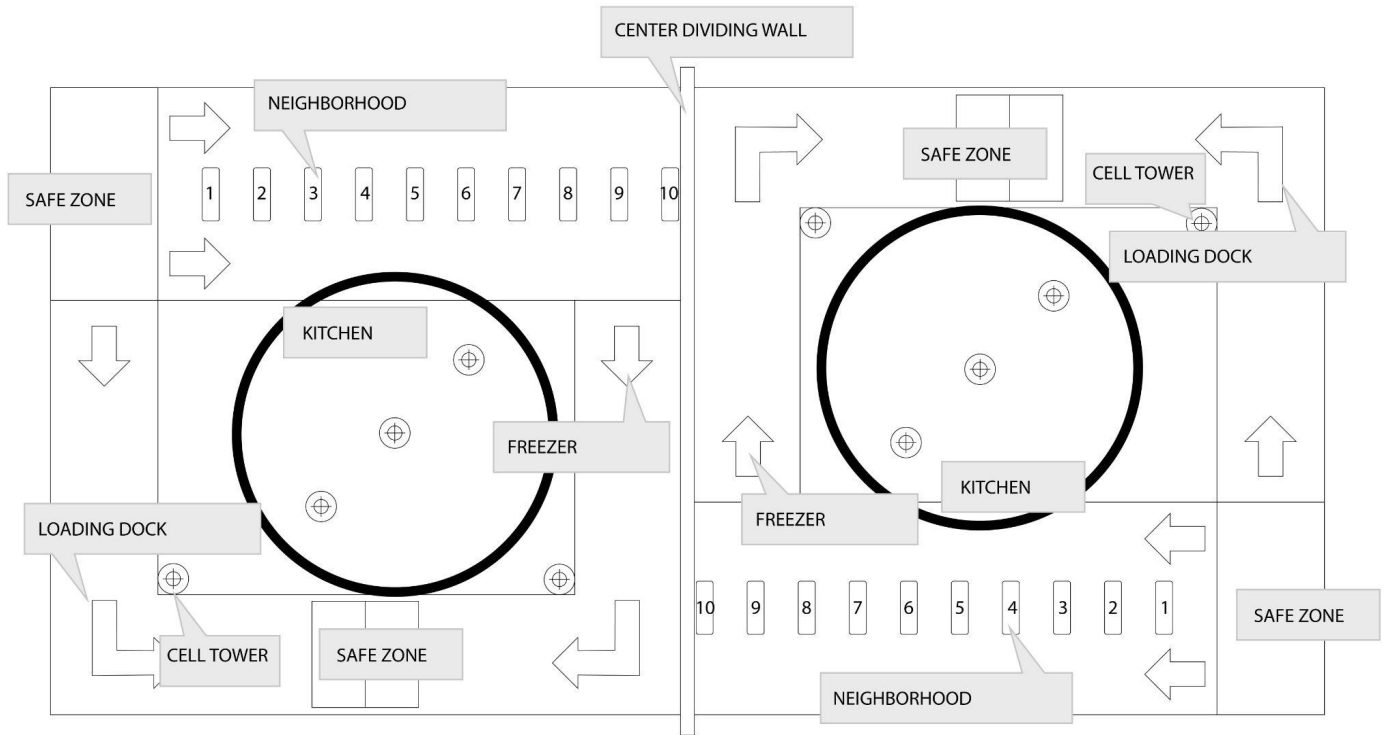 CENTER DIVIDING WALL
NEIGHBORHOOD
SAFE ZONE
1 2 3 4 5 6 7 8 9 10
KITCHEN
FREEZER
LOADING DOCK
CELL TOWER
SAFE ZONE
SAFE ZONE
CELL TOWER
LOADING DOCK
KITCHEN
FREEZER
10 9 8 7 6 5 4 3 2 1
SAFE ZONE
NEIGHBORHOOD